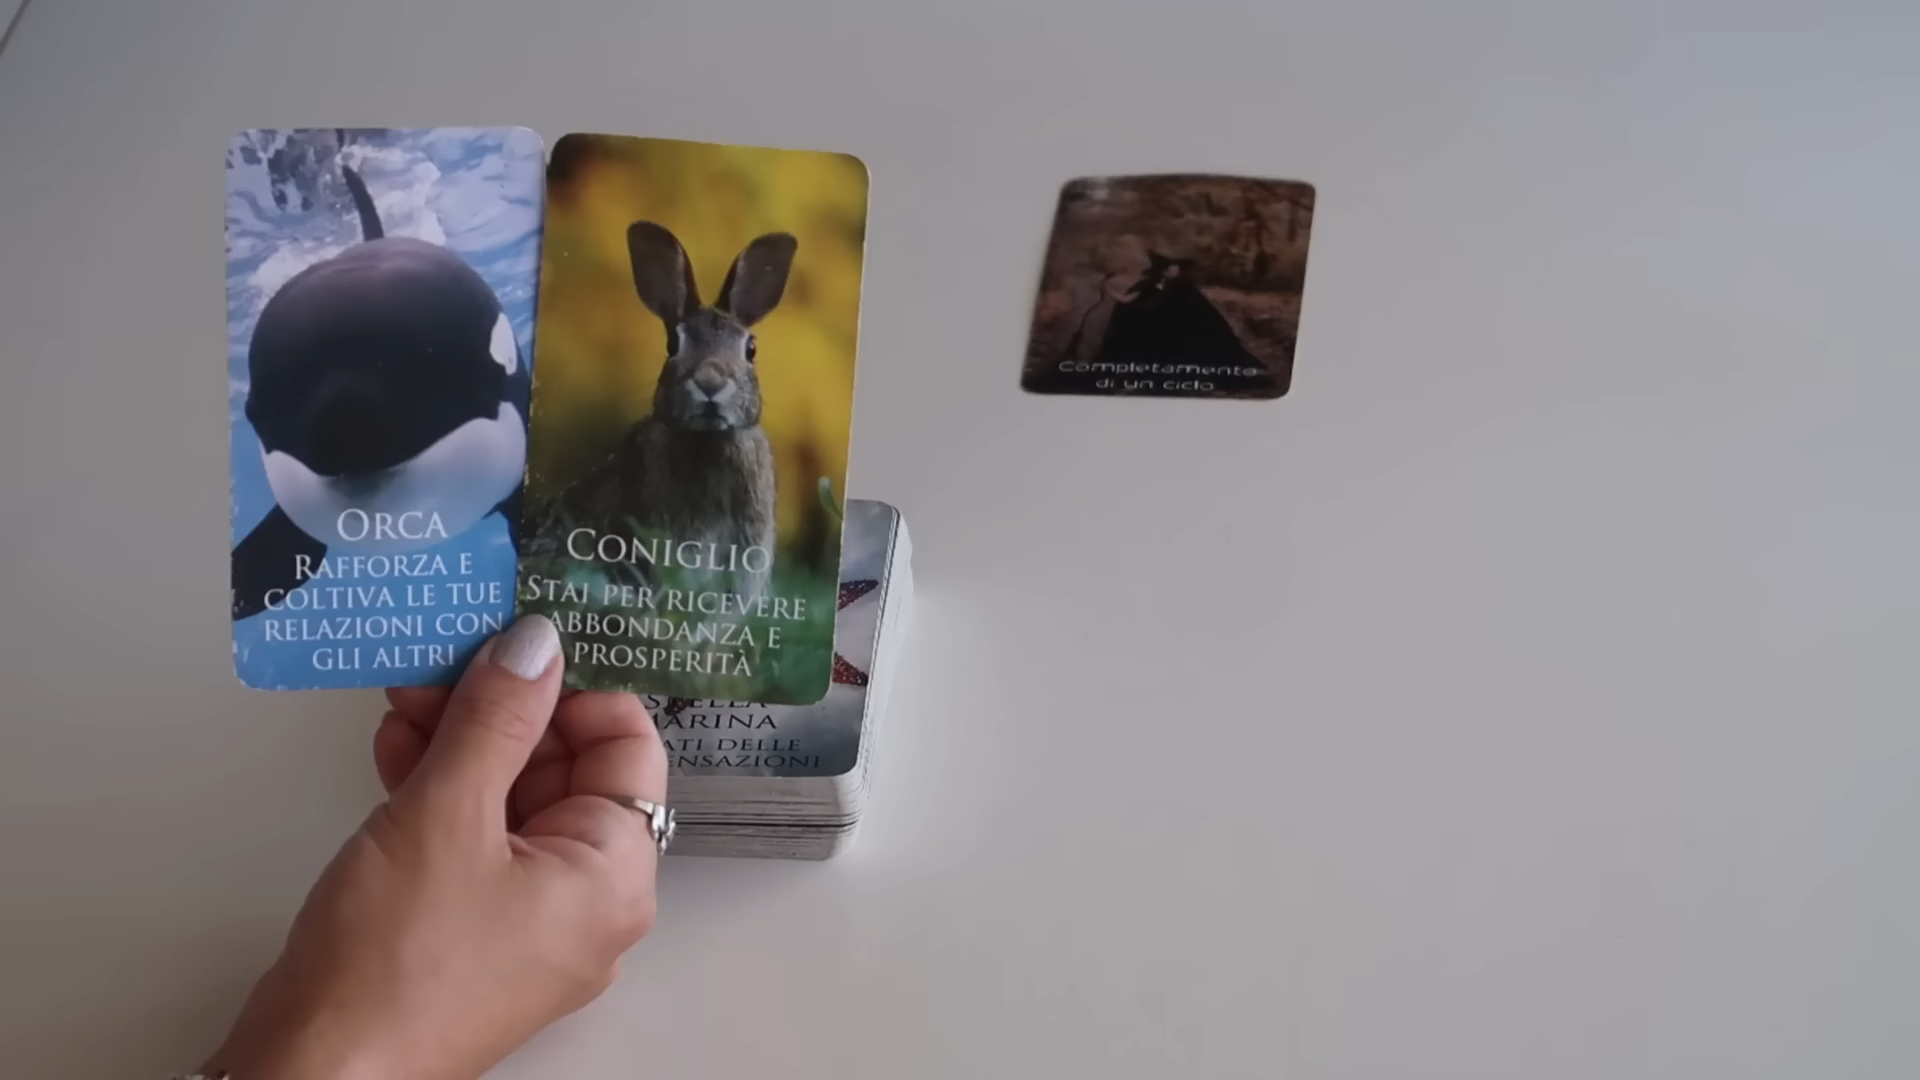 ORCA
RAFFORZA E
COLTIVA LE TUE
RELAZIONI CON
GLI ALTRI
CONIGLIO
STAI PER RICEVERE
ABBONDANZA E
PROSPERITÀ
Completamento
di un ciclo
DELLE